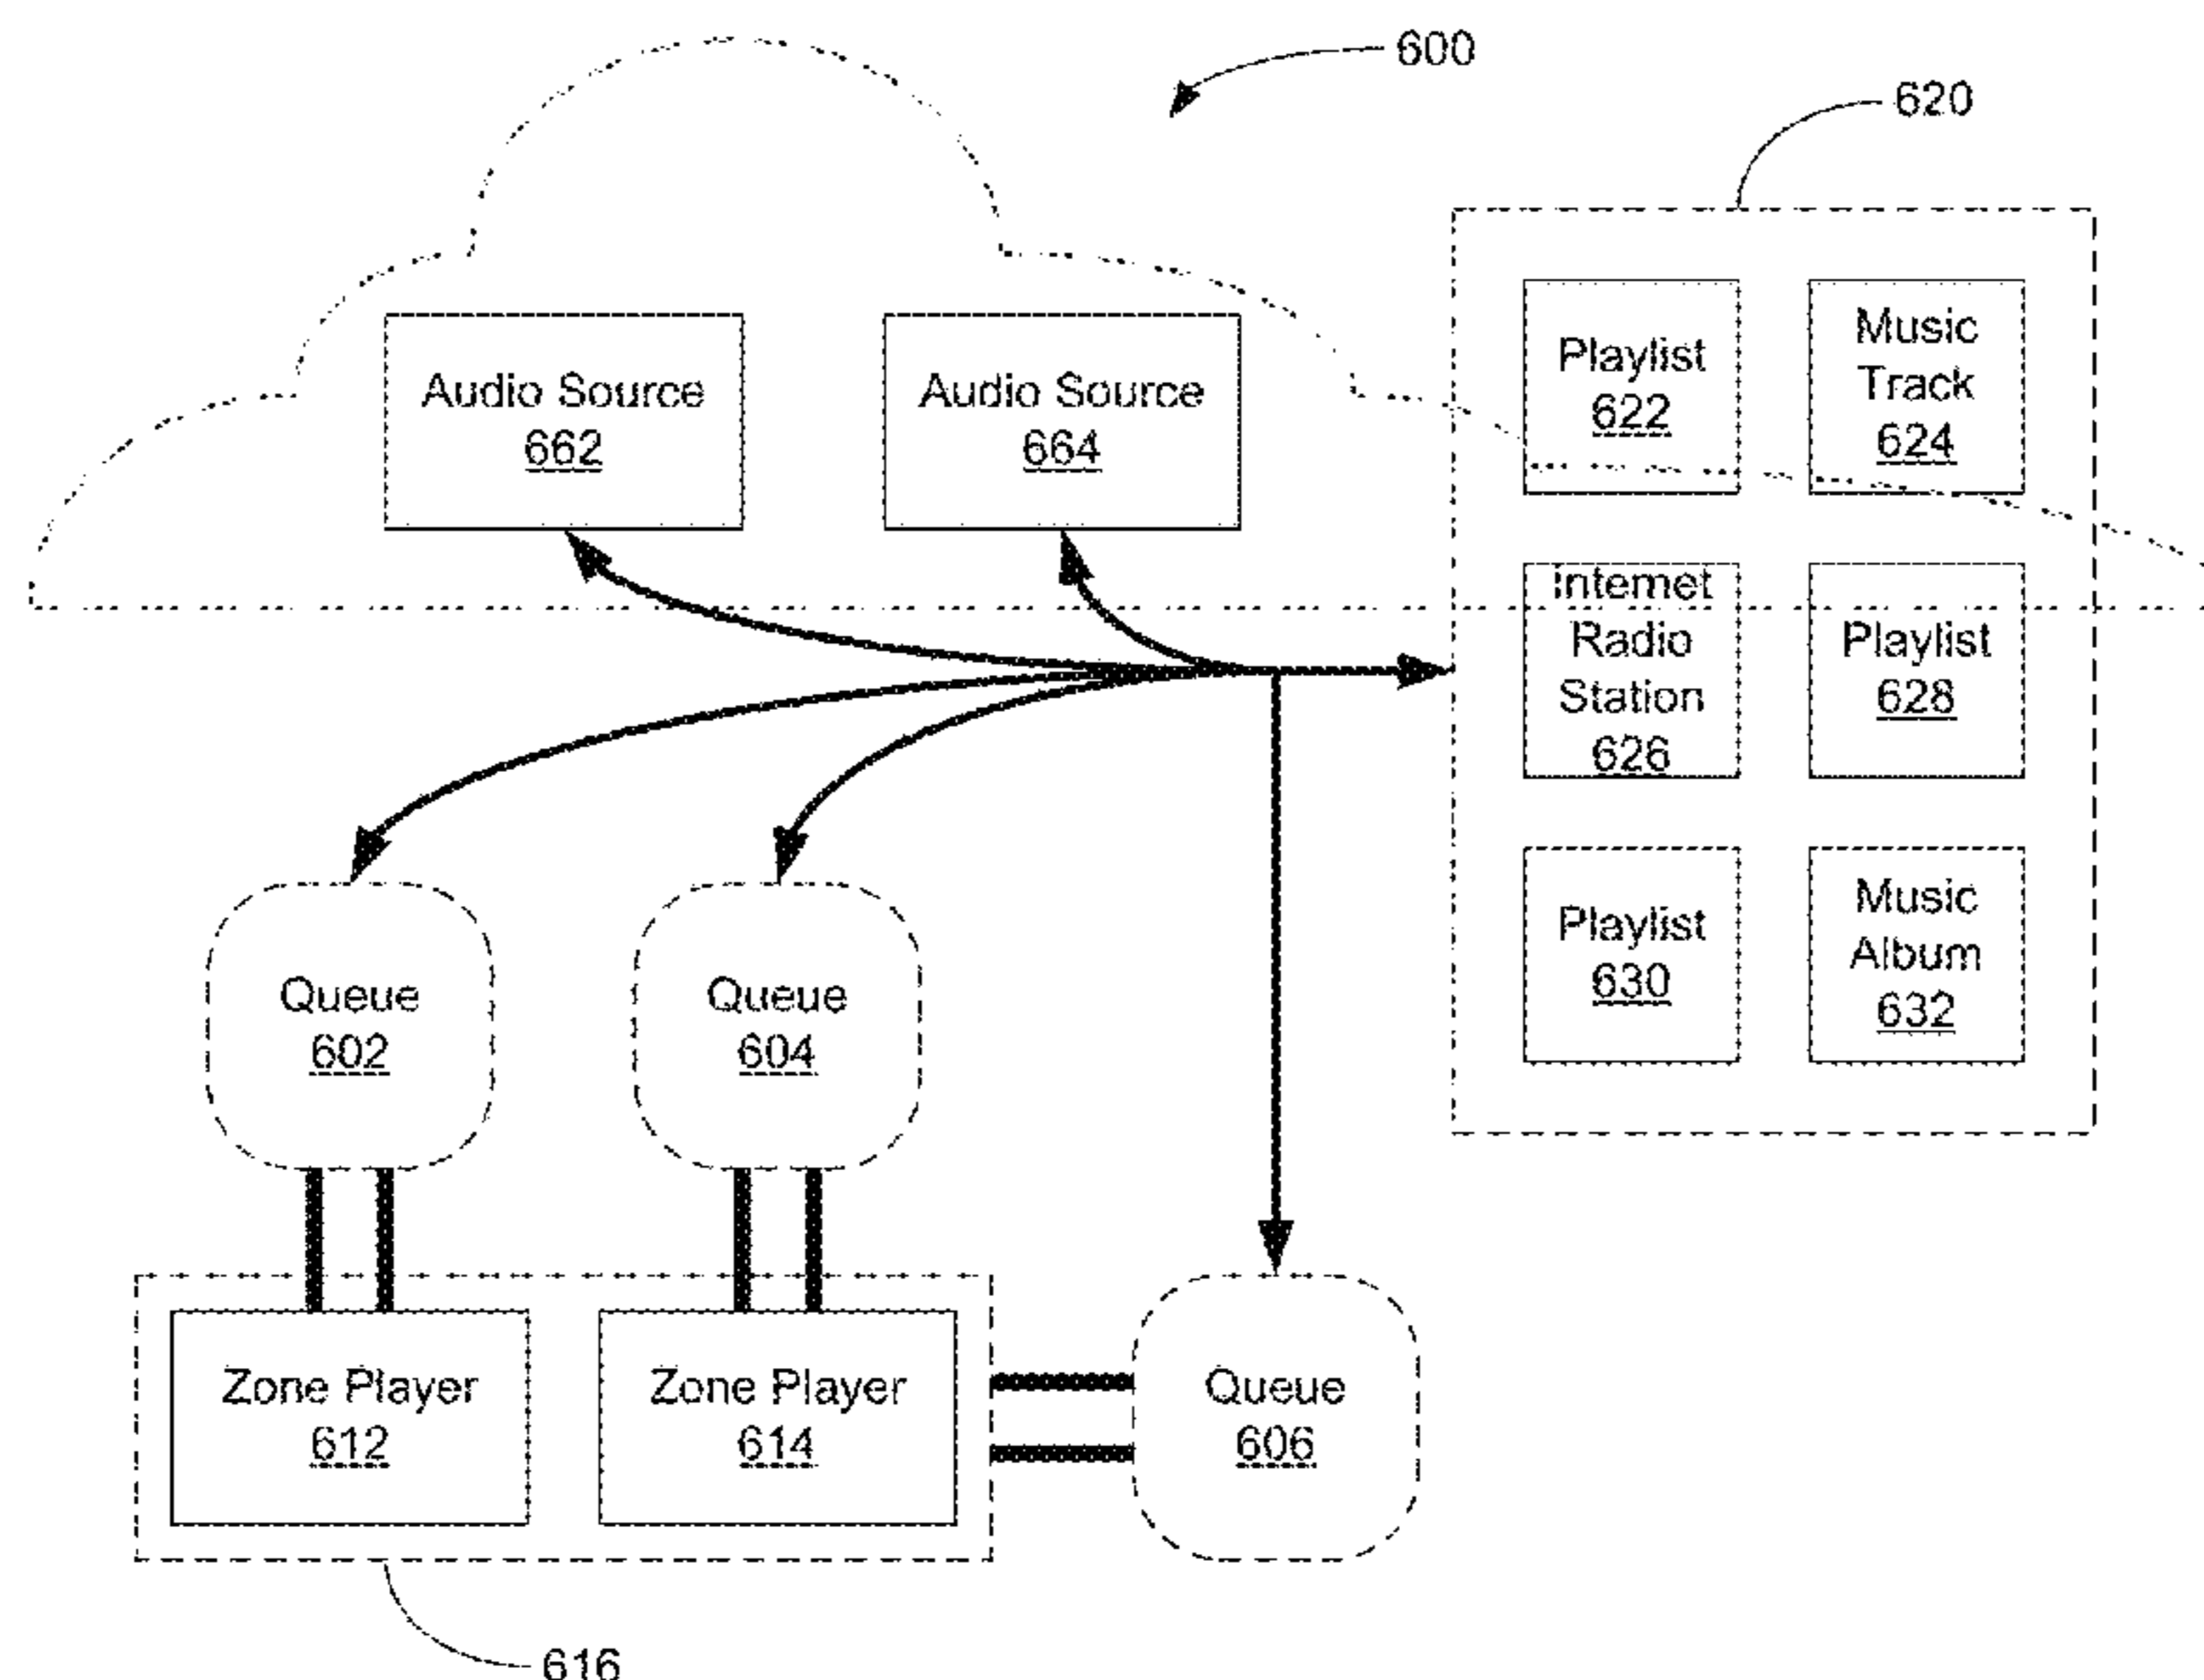 600
620
Playlist
622
Music
Track
624
Audio Source
662
Audio Source
664
Internet
Radio
Station
626
Playlist
628
Playlist
630
Music
Album
632
Queue
602
Queue
604
Zone Player
612
Zone Player
614
Queue
606
616